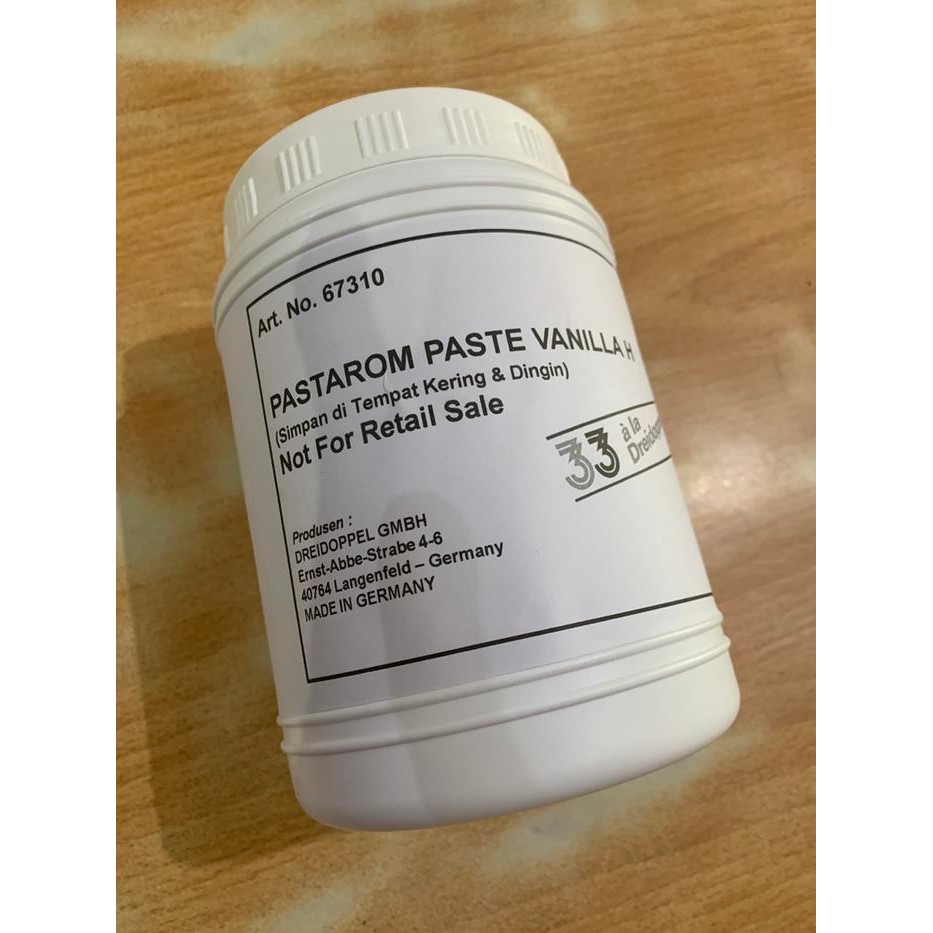 Art. No. 67310
PASTAROM PASTE VANILLA H
(Simpan di Tempat Kering & Dingin)
Not For Retail Sale
33 à la
Produsen :
DREIDOPPEL GMBH
Ernst-Abbe-Strabe 4-6
40764 Langenfeld – Germany
MADE IN GERMANY